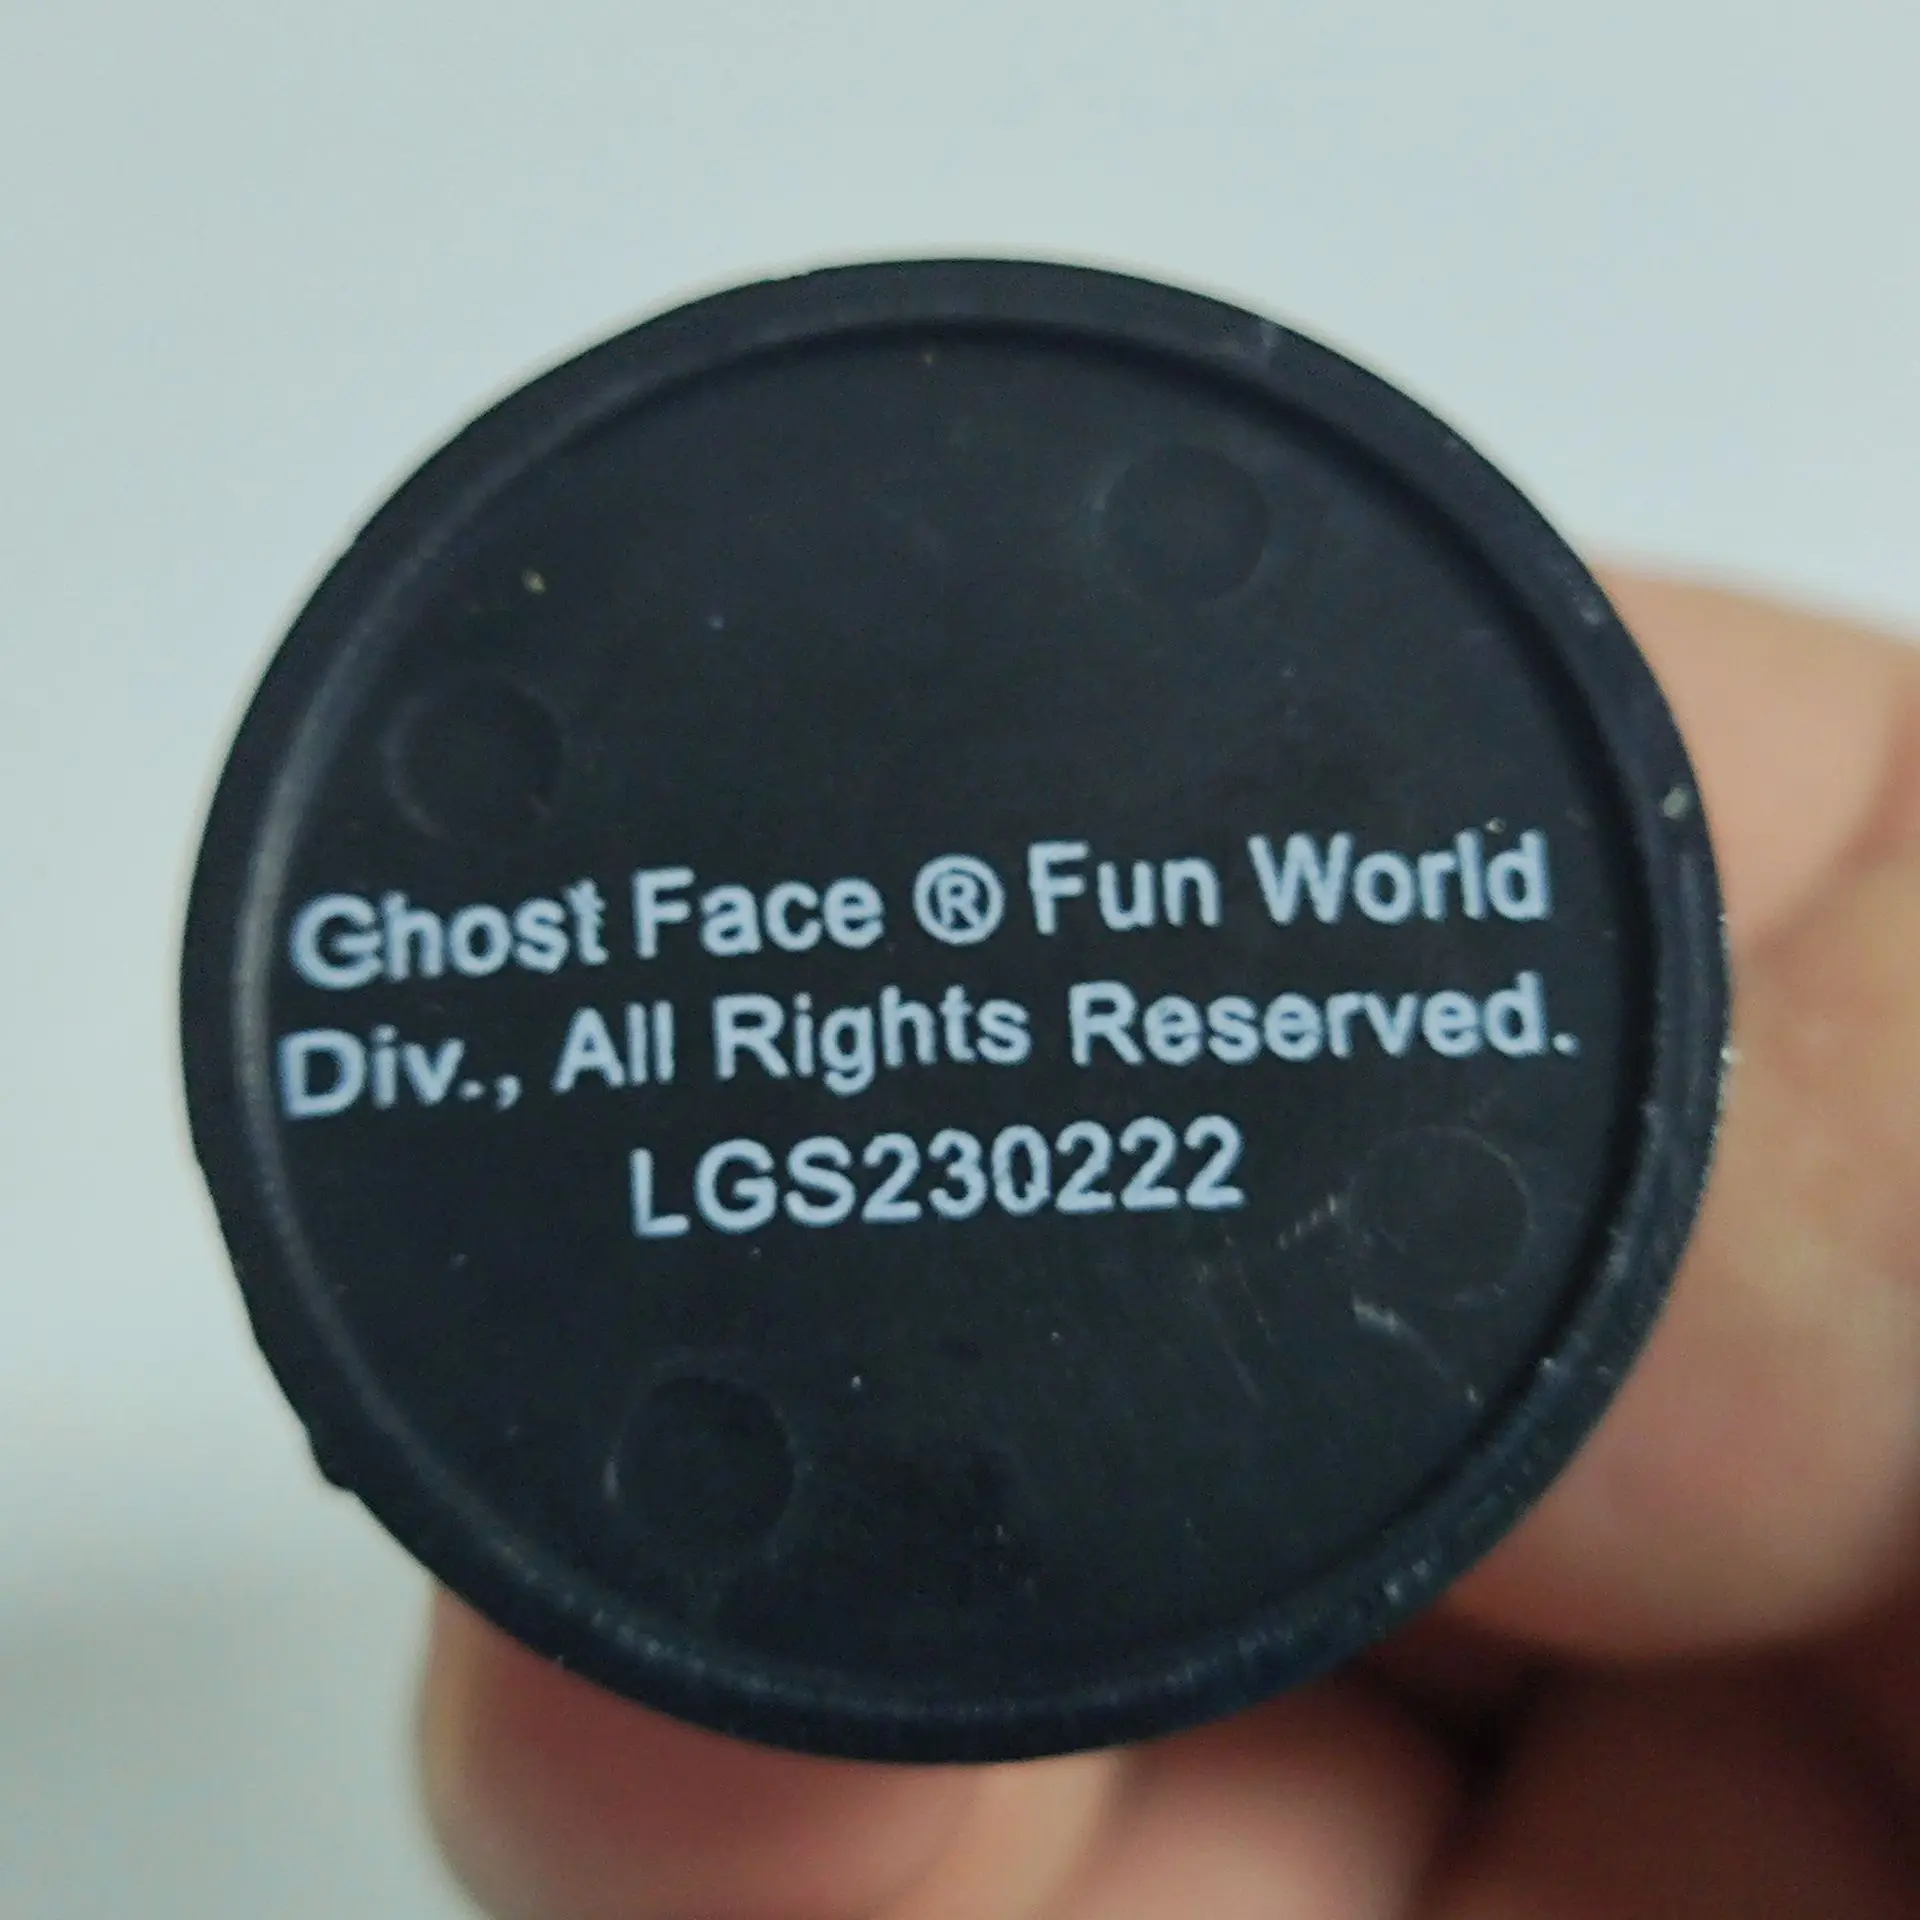 Ghost Face ® Fun World
Div., All Rights Reserved.
LGS230222